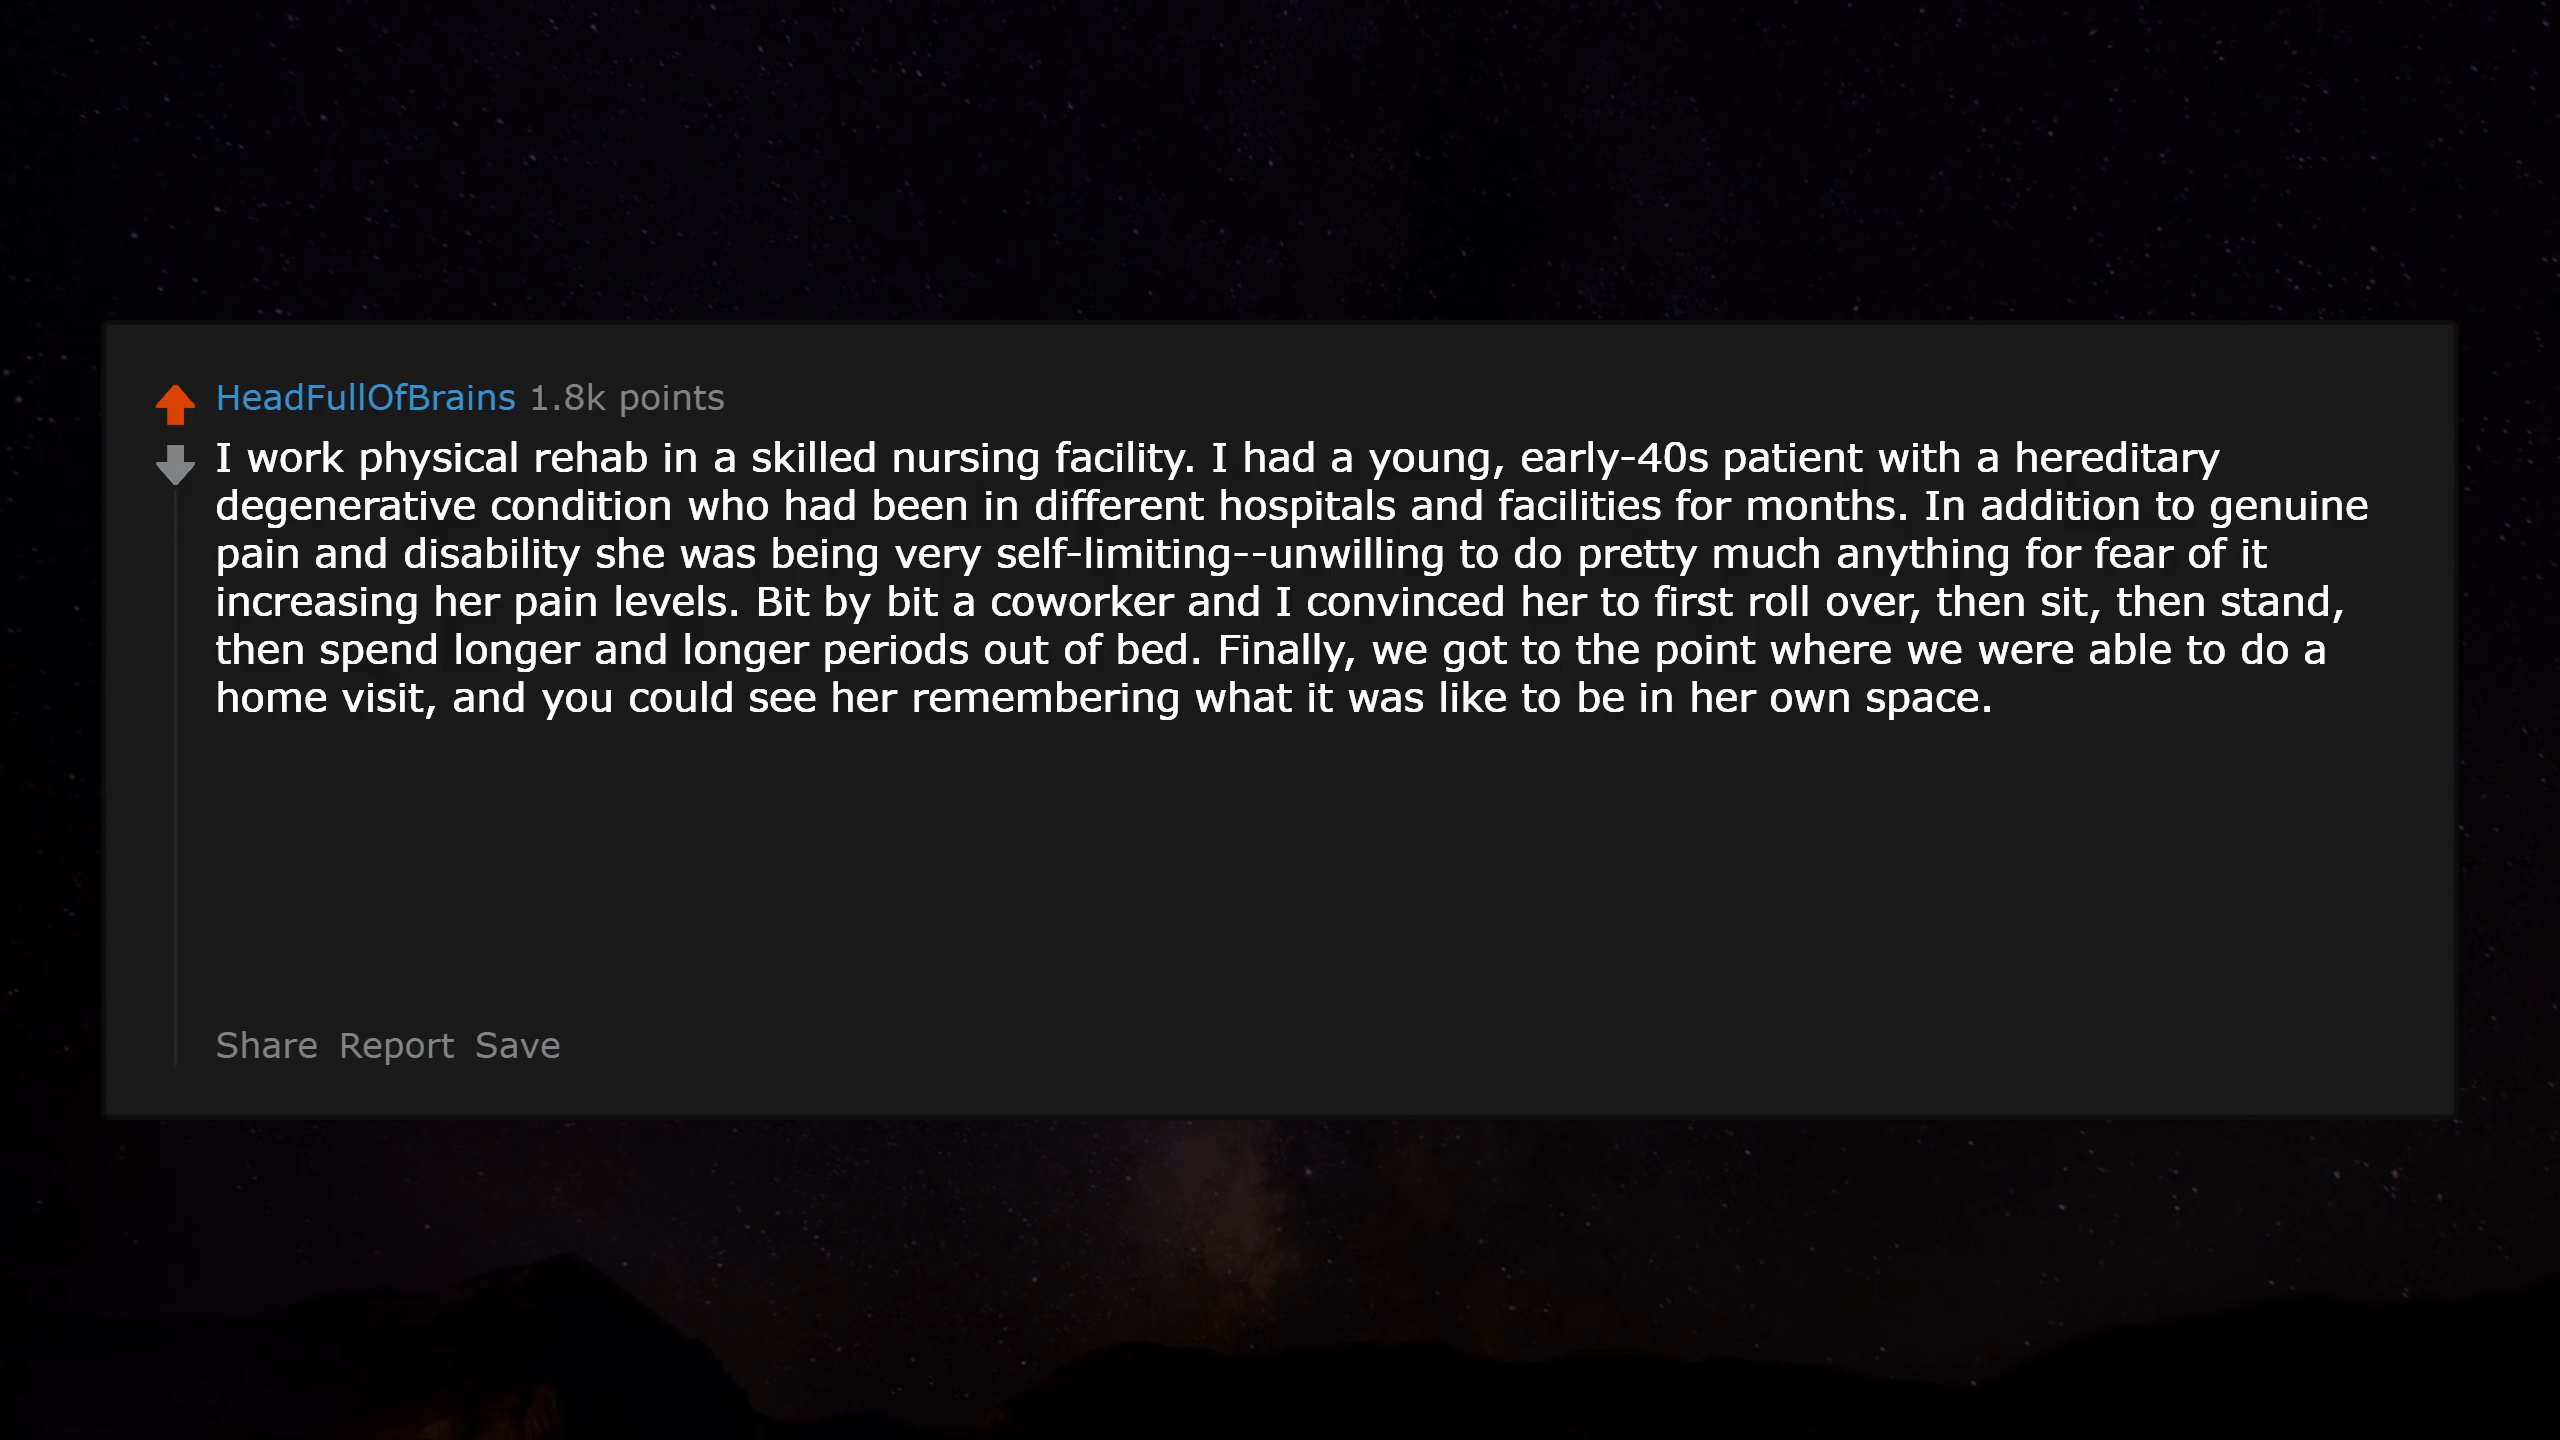 HeadFullOfBrains 1.8k points
I work physical rehab in a skilled nursing facility. I had a young, early-40s patient with a hereditary
degenerative condition who had been in different hospitals and facilities for months. In addition to genuine
pain and disability she was being very self-limiting--unwilling to do pretty much anything for fear of it
increasing her pain levels. Bit by bit a coworker and I convinced her to first roll over, then sit, then stand,
then spend longer and longer periods out of bed. Finally, we got to the point where we were able to do a
home visit, and you could see her remembering what it was like to be in her own space.
Share Report Save